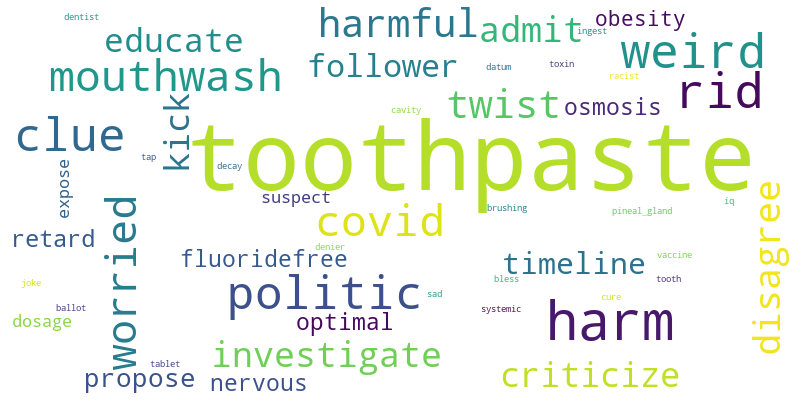 dentist
harmful
admit
ingest
obesity
educate
weird
mouthwash
follower
datum
toxin
racist
rid
clue
kick
cavity
twist
osmosis
toothpaste
tap
decay
expose
suspect
brushing
pineal_gland
iq
worried
covid
disagree
retard
fluoridefree
denier
timeline
vaccine
joke
politic
sad
bless
tooth
cure
ballot
dosage
optimal
systemic
harm
investigate
tablet
propose
nervous
criticize